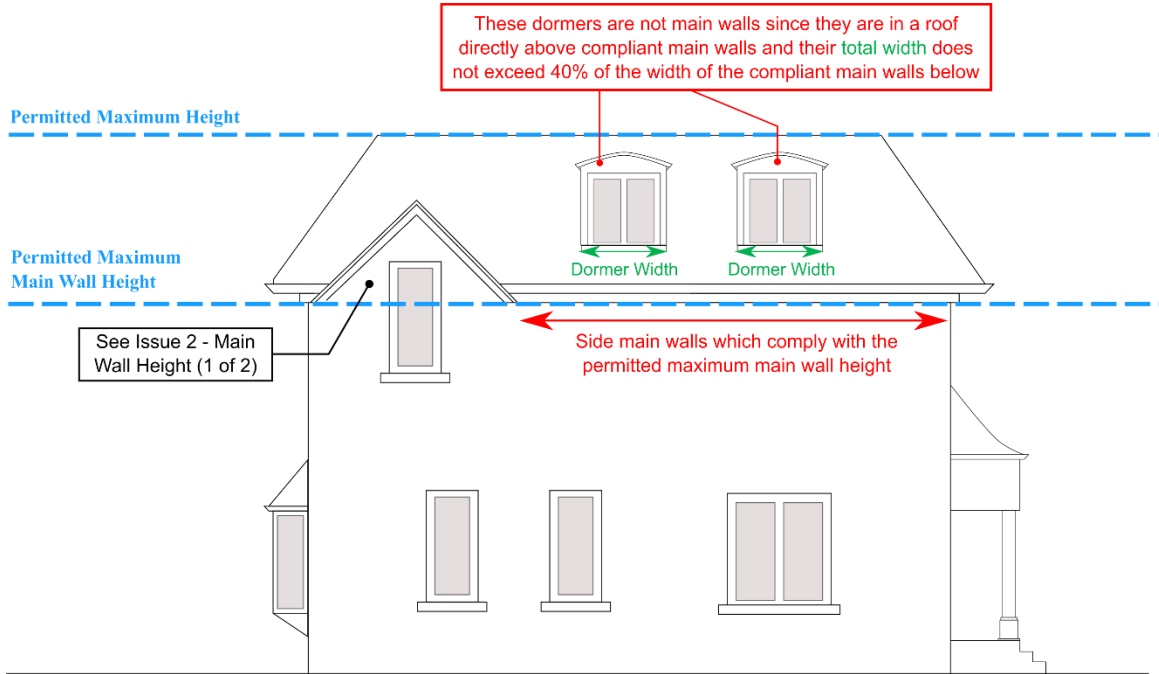 These dormers are not main walls since they are in a roof
directly above compliant main walls and their total width does
not exceed 40% of the width of the compliant main walls below
Permitted Maximum Height
Permitted Maximum
Main Wall Height
Dormer Width
Dormer Width
See Issue 2 - Main
Wall Height (1 of 2)
Side main walls which comply with the
permitted maximum main wall height